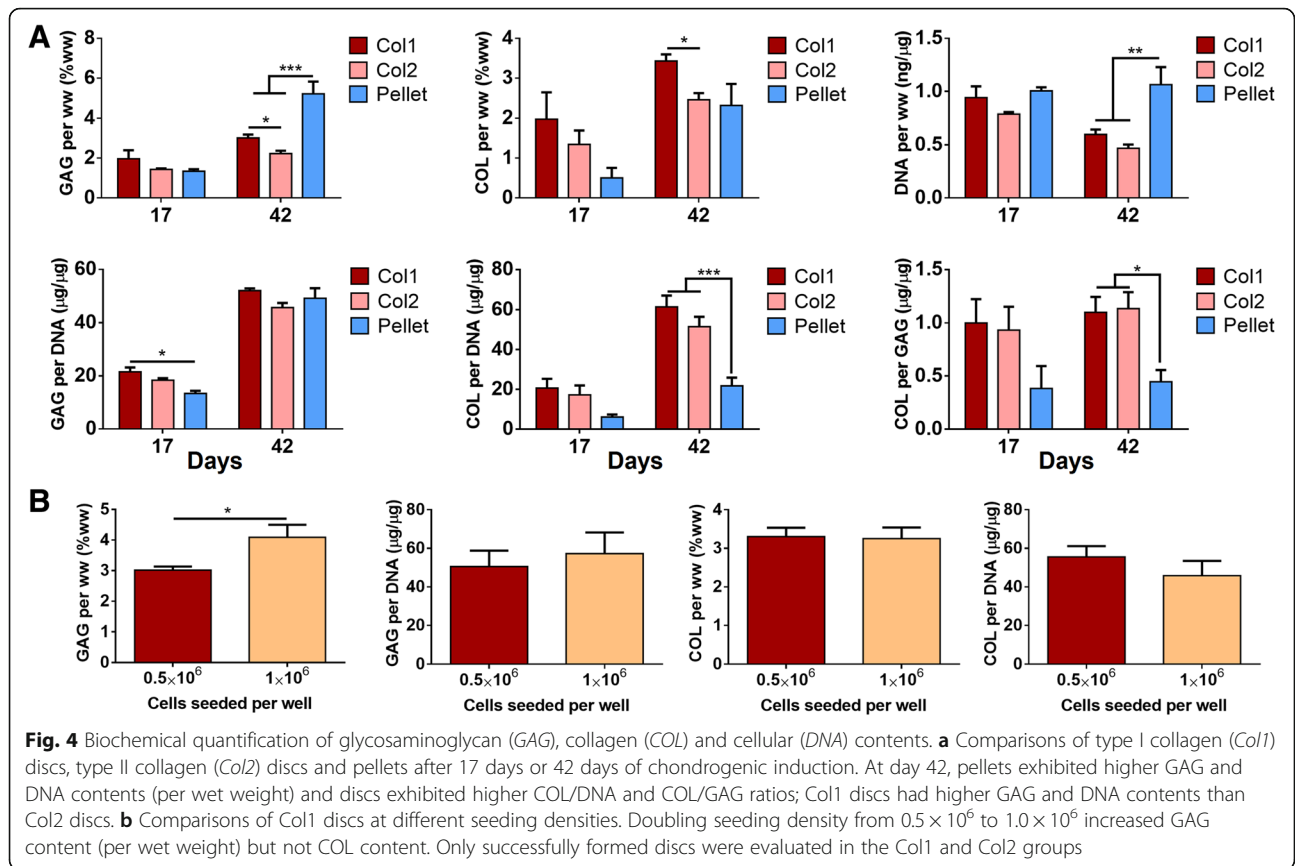 A
GAG per ww (%ww)
8
6
4
2
0
***
*
17
42
Col1
Col2
Pellet
COL per ww (%ww)
4
3
2
1
0
*
17
42
Col1
Col2
Pellet
DNA per ww (ng/µg)
1.5
1.0
0.5
0.0
**
17
42
Col1
Col2
Pellet
GAG per DNA (µg/µg)
60
40
20
0
*
17
42
Days
Col1
Col2
Pellet
COL per DNA (µg/µg)
80
60
40
20
0
***
17
42
Days
Col1
Col2
Pellet
COL per GAG (µg/µg)
1.5
1.0
0.5
0.0
*
17
42
Days
Col1
Col2
Pellet
B
GAG per ww (%ww)
5
4
3
2
1
0
*
0.5×10⁶
1×10⁶
Cells seeded per well
GAG per DNA (µg/µg)
80
60
40
20
0
0.5×10⁶
1×10⁶
Cells seeded per well
COL per ww (%ww)
4
3
2
1
0
0.5×10⁶
1×10⁶
Cells seeded per well
COL per DNA (µg/µg)
80
60
40
20
0
0.5×10⁶
1×10⁶
Cells seeded per well
Fig. 4 Biochemical quantification of glycosaminoglycan (GAG), collagen (COL) and cellular (DNA) contents. a Comparisons of type I collagen (Col1)
discs, type II collagen (Col2) discs and pellets after 17 days or 42 days of chondrogenic induction. At day 42, pellets exhibited higher GAG and
DNA contents (per wet weight) and discs exhibited higher COL/DNA and COL/GAG ratios; Col1 discs had higher GAG and DNA contents than
Col2 discs. b Comparisons of Col1 discs at different seeding densities. Doubling seeding density from 0.5 × 10⁶ to 1.0 × 10⁶ increased GAG
content (per wet weight) but not COL content. Only successfully formed discs were evaluated in the Col1 and Col2 groups